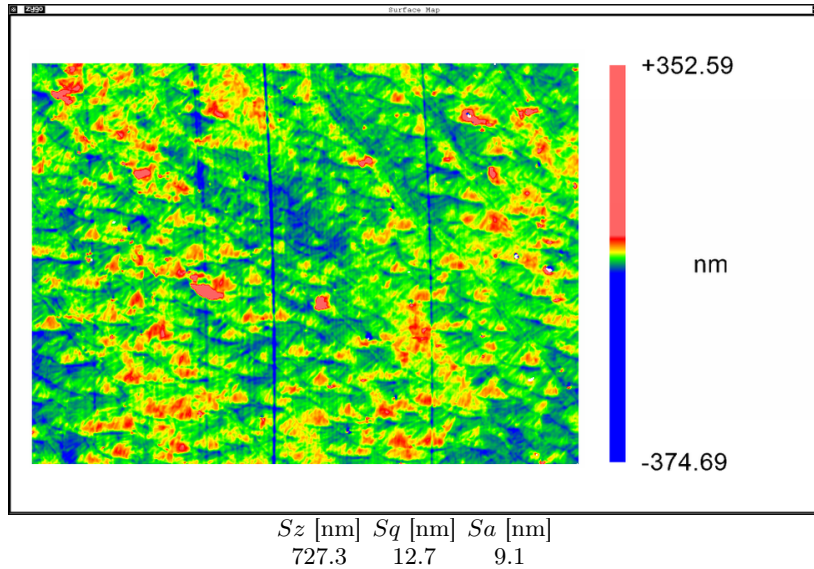 zygo Surface Map
+352.59
nm
-374.69
Sz [nm] Sq [nm] Sa [nm]
727.3 12.7 9.1